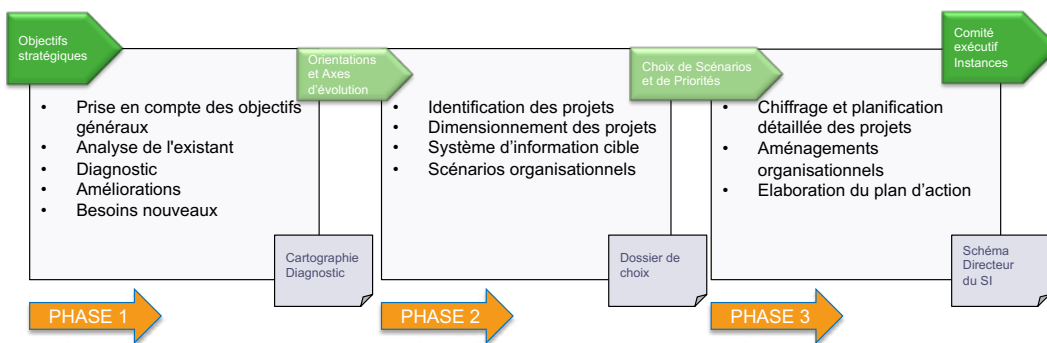 Objectifs
stratégiques
Orientations
et Axes
d'évolution
Choix de Scénarios
et de Priorités
Comité
exécutif
Instances
• Prise en compte des objectifs
généraux
• Analyse de l'existant
• Diagnostic
• Améliorations
• Besoins nouveaux
Cartographie
Diagnostic
• Identification des projets
• Dimensionnement des projets
• Système d'information cible
• Scénarios organisationnels
Dossier de
choix
• Chiffrage et planification
détaillée des projets
• Aménagements
organisationnels
• Elaboration du plan d'action
Schéma
Directeur
du SI
PHASE 1
PHASE 2
PHASE 3